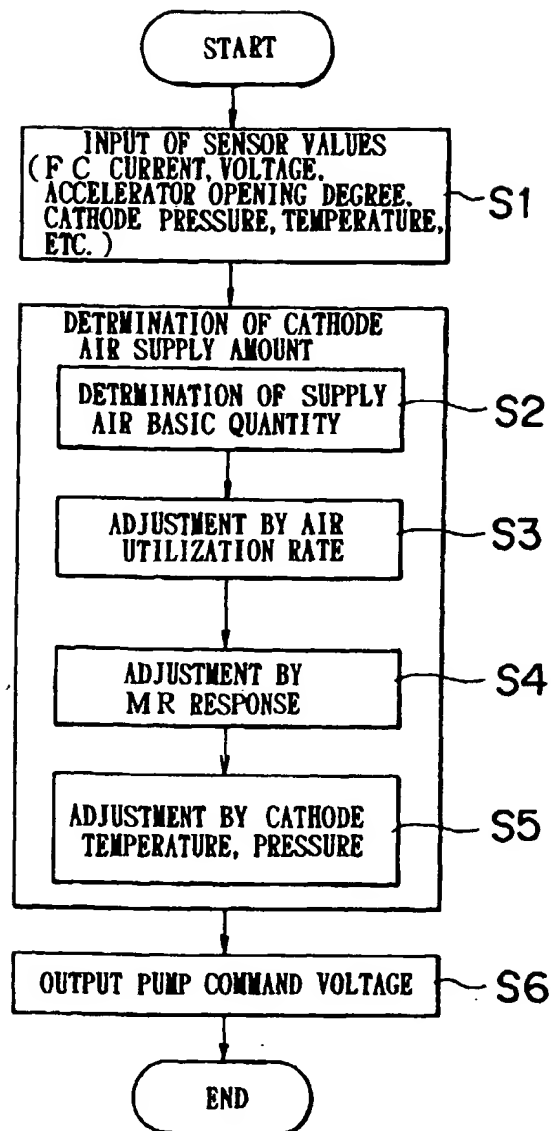 START
INPUT OF SENSOR VALUES
(FC CURRENT, VOLTAGE.
ACCELERATOR OPENING DEGREE.
CATHODE PRESSURE, TEMPERATURE,
ETC.)
S1
DETRMINATION OF CATHODE
AIR SUPPLY AMOUNT
DETRMINATION OF SUPPLY
AIR BASIC QUANTITY
S2
ADJUSTMENT BY AIR
UTILIZATION RATE
S3
ADJUSTMENT BY
MR RESPONSE
S4
ADJUSTMENT BY CATHODE
TEMPERATURE, PRESSURE
S5
OUTPUT PUMP COMMAND VOLTAGE
S6
END